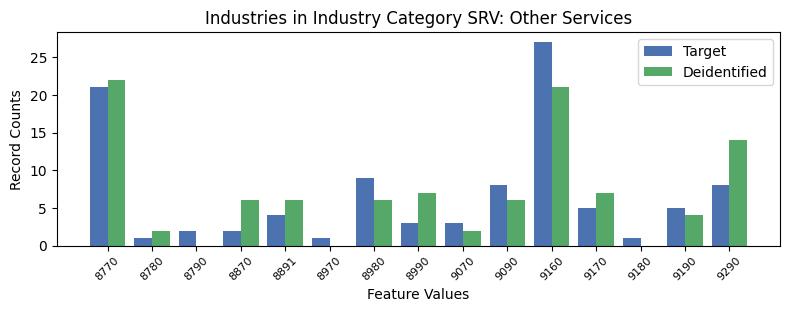 Industries in Industry Category SRV: Other Services
Target
Deidentified
Record Counts
25
20
15
10
5
0
8770 8780 8790 8870 8891 8970 8980 8990 9070 9090 9160 9170 9180 9190 9290
Feature Values